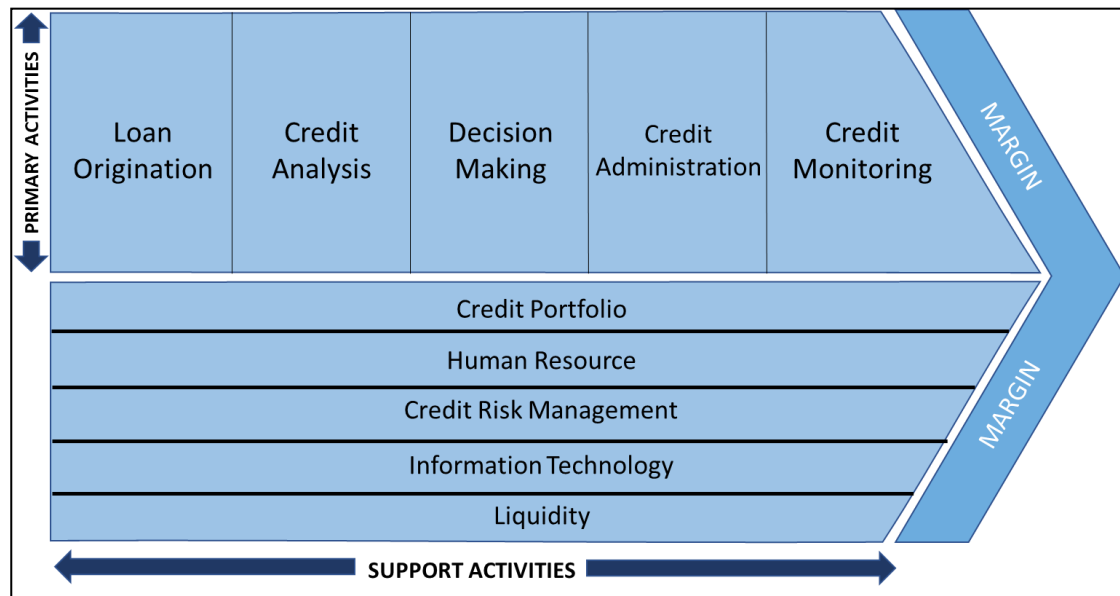 PRIMARY ACTIVITIES
Loan
Origination
Credit
Analysis
Decision
Making
Credit
Administration
Credit
Monitoring
MARGIN
Credit Portfolio
Human Resource
Credit Risk Management
Information Technology
Liquidity
MARGIN
SUPPORT ACTIVITIES